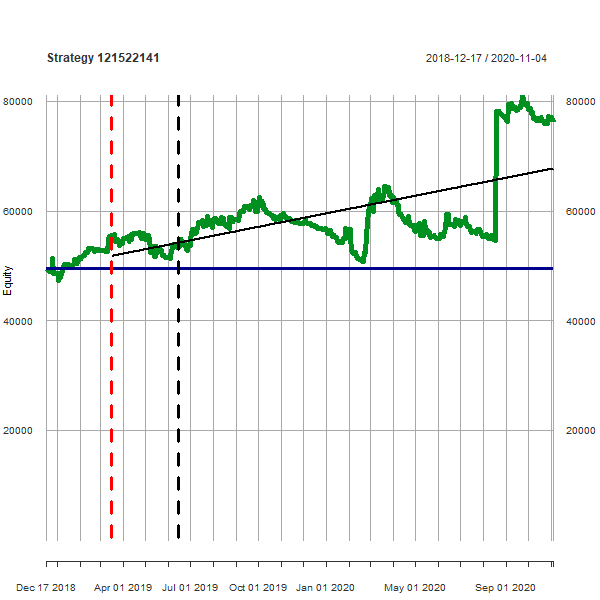 Strategy 121522141
2018-12-17 / 2020-11-04
80000
80000
60000
60000
Equity
40000
40000
20000
20000
Dec 17 2018
Apr 01 2019
Jul 01 2019
Oct 01 2019
Jan 01 2020
May 01 2020
Sep 01 2020